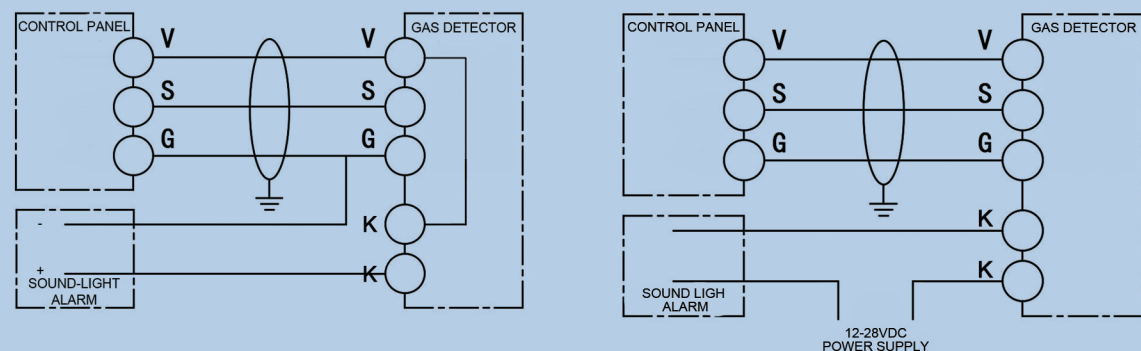 CONTROL PANEL
GAS DETECTOR
V V
S S
G G
- K
+ K
SOUND-LIGHT
ALARM
CONTROL PANEL
GAS DETECTOR
V V
S S
G G
K
K
SOUND LIGH
ALARM
12-28VDC
POWER SUPPLY